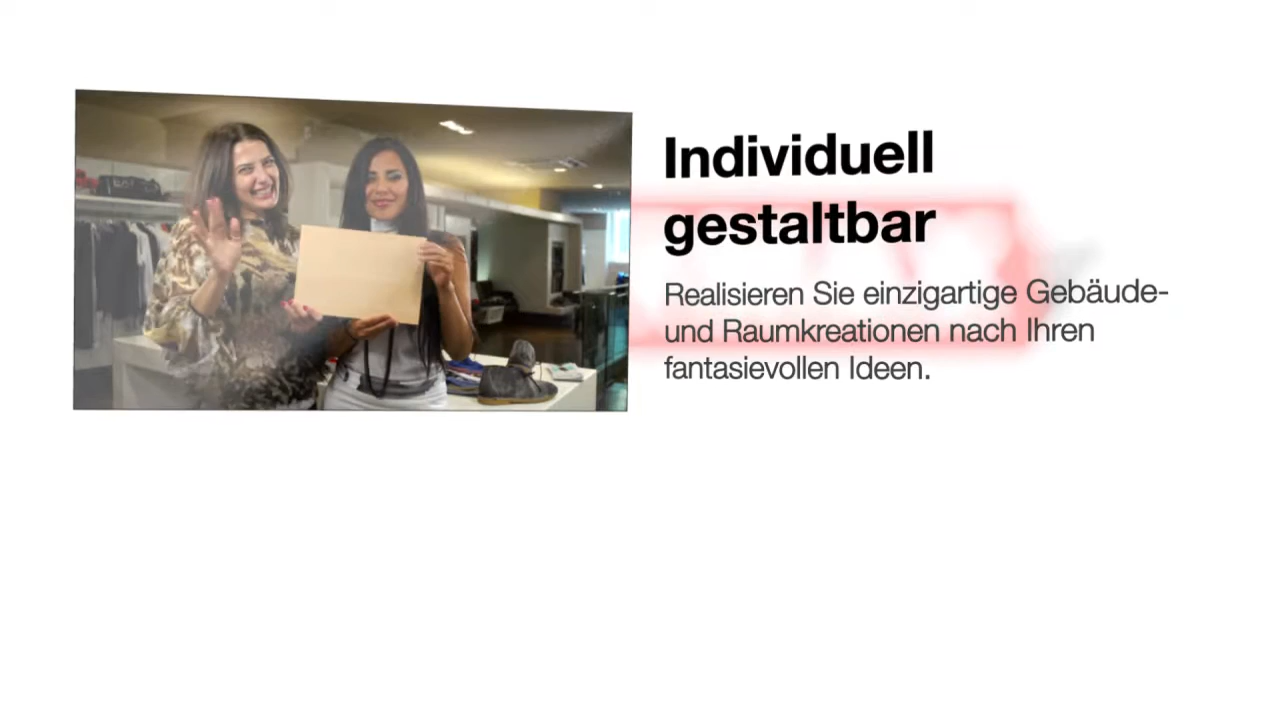 Individuell
gestaltbar
Realisieren Sie einzigartige Gebäude-
und Raumkreationen nach Ihren
fantasievollen Ideen.